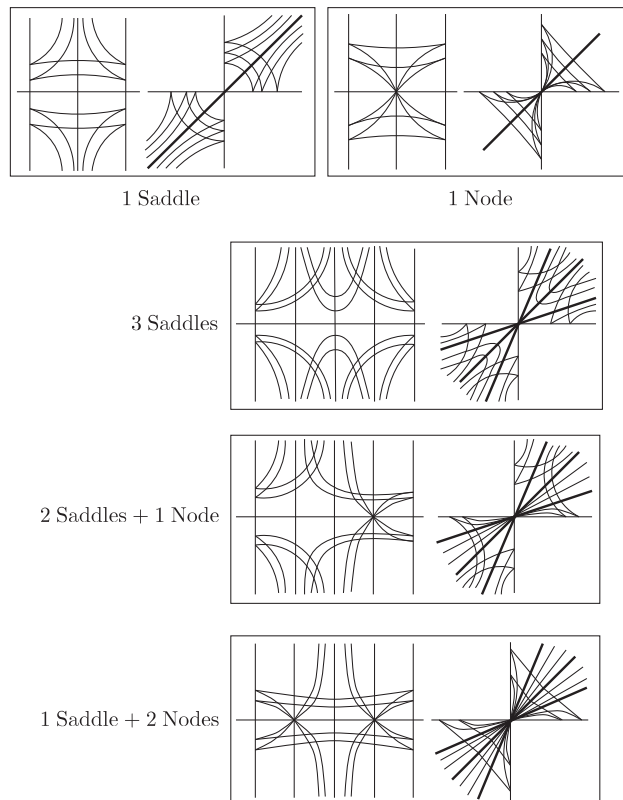 1 Saddle
1 Node
3 Saddles
2 Saddles + 1 Node
1 Saddle + 2 Nodes